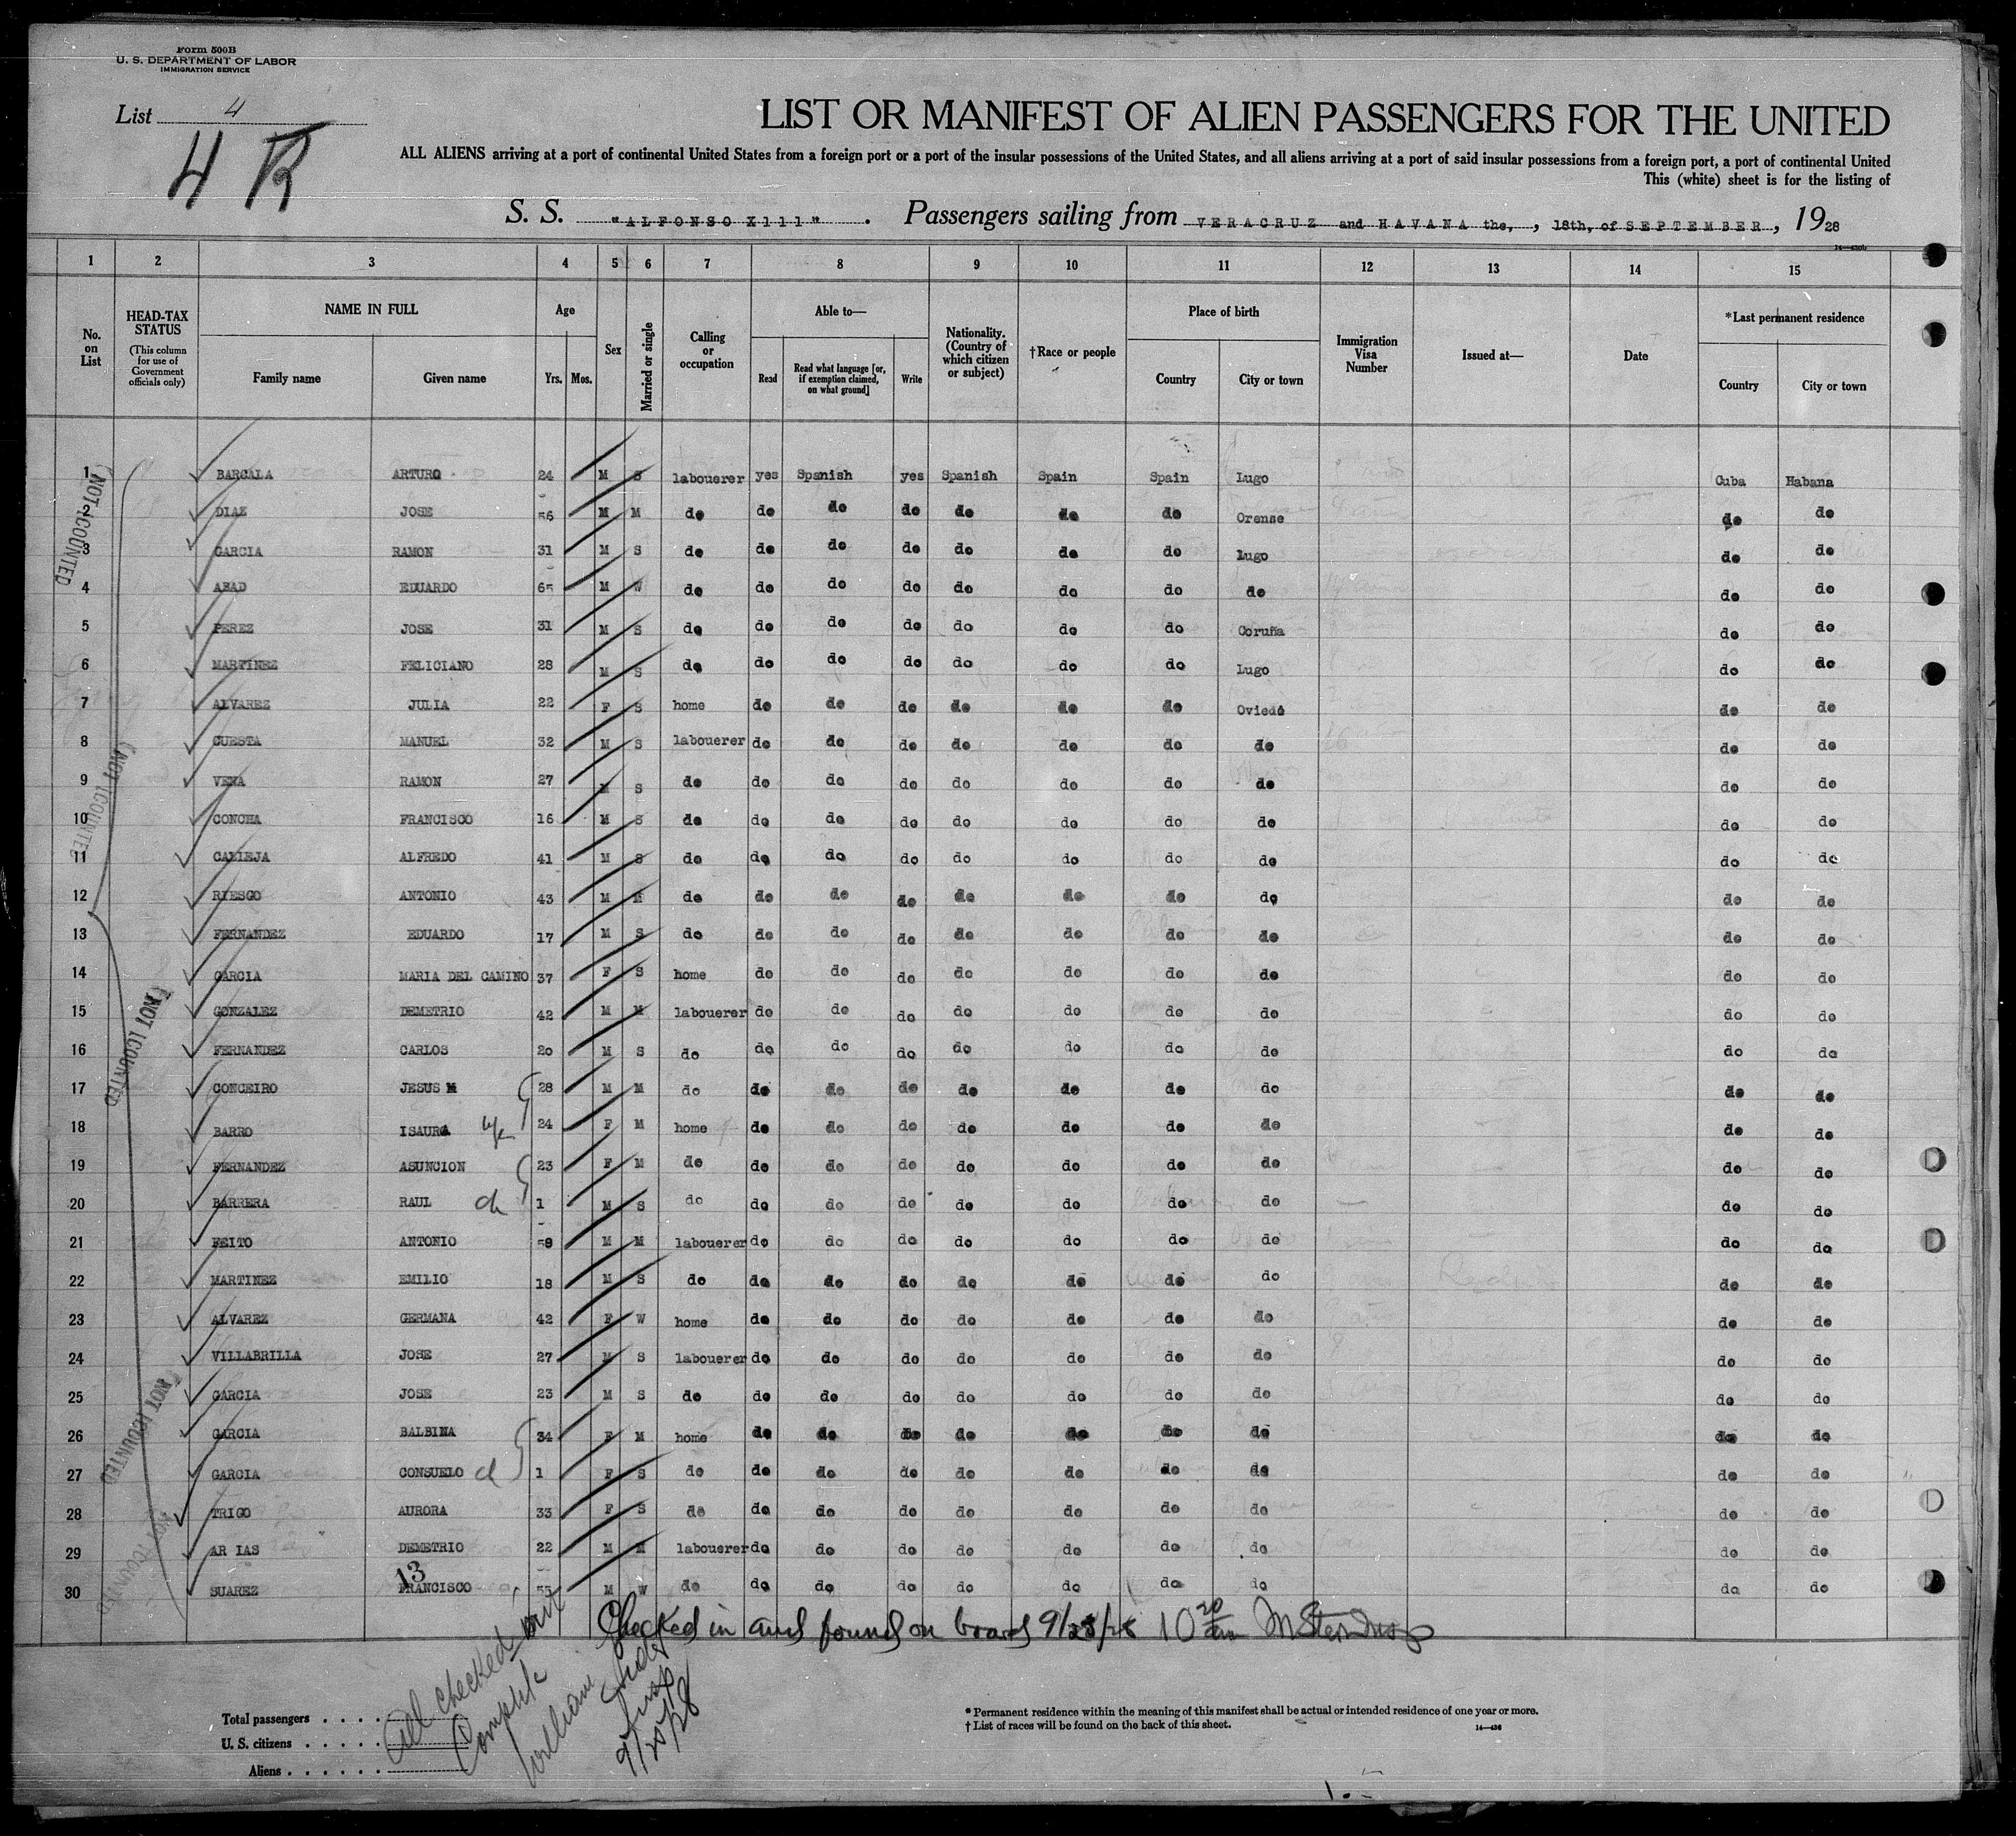 Form 500B
U. S. DEPARTMENT OF LABOR
IMMIGRATION SERVICE
List 4
4
LIST OR MANIFEST OF ALIEN PASSENGERS FOR THE UNITED
ALL ALIENS arriving at a port of continental United States from a foreign port or a port of the insular possessions of the United States, and all aliens arriving at a port of said insular possessions from a foreign port, a port of continental United
This (white) sheet is for the listing of
S. S. "ALFONSO X111". Passengers sailing from VERACRUZ and HAVANA the, , 18th, of SEPTEMBER, 1928
14—430b
1 2 3 4 5 6 7 8 9 10 11 12 13 14 15
No. on List HEAD-TAX STATUS (This column for use of Government officials only) NAME IN FULL Family name Given name Age Yrs. Mos. Sex Married or single Calling or occupation Able to— Read Read what language [or, if exemption claimed, on what ground] Write Nationality. (Country of which citizen or subject) †Race or people Place of birth Country City or town Immigration Visa Number Issued at— Date *Last permanent residence Country City or town
1 BARCALA ARTURO 24 M S labouerer yes Spanish yes Spanish Spain Spain Lugo Cuba Habana
2 DIAZ JOSE 56 M M do do do do do do do Orense do do
3 GARCIA RAMON 31 M S do do do do do do do Lugo do do
4 ABAD EDUARDO 65 M W do do do do do do do do do do
5 PEREZ JOSE 31 M S do do do do do do do Coruña do do
6 MARTINEZ FELICIANO 28 M S do do do do do do do Lugo do do
7 ALVAREZ JULIA 22 F S home do do do do do do Oviedo do do
8 CUESTA MANUEL 32 M S labouerer do do do do do do do do do
9 VENA RAMON 27 M S do do do do do do do do do do
10 CONCHA FRANCISCO 16 M S do do do do do do do do do do
11 CALLEJA ALFREDO 41 M S do do do do do do do do do do
12 RIESGO ANTONIO 43 M M do do do do do do do do do do
13 FERNANDEZ EDUARDO 17 M S do do do do do do do do do do
14 GARCIA MARIA DEL CAMINO 37 F S home do do do do do do do do do
15 GONZALEZ DEMETRIO 42 M M labouerer do do do do do do do do do
16 FERNANDEZ CARLOS 20 M S do do do do do do do do do do
17 CONCEIRO JESUS M 28 M M do do do do do do do do do do
18 BARRO ISAURA 24 F M home do do do do do do do do do
19 FERNANDEZ ASUNCION 23 F M do do do do do do do do do do
20 BARRERA RAUL ch 1 M S do do do do do do do do do do
21 FEITO ANTONIO 58 M M labouerer do do do do do do do do do
22 MARTINEZ EMILIO 18 M S do do do do do do do do do do
23 ALVAREZ GERMANA 42 F W home do do do do do do do do do
24 VILLABRILLA JOSE 27 M S labouerer do do do do do do do do do
25 GARCIA JOSE 23 M S do do do do do do do do do do
26 GARCIA BALBINA 34 F M home do do do do do do do do do
27 GARCIA CONSUELO 1 F S do do do do do do do do do do
28 TRIGO AURORA 33 F S do do do do do do do do do do
29 AR IAS DEMETRIO 22 M M labouerer do do do do do do do do do
30 SUAREZ FRANCISCO 55 M W do do do do do do do do do do
13
NOT COUNTED
NOT COUNTED
NOT COUNTED
NOT COUNTED
NOT COUNTED
Checked in and found on board 9/23/28 10 20 am
All checked out
Complete
William
Insp
9/25/28
Total passengers . . . .
U. S. citizens . . . . .
Aliens . . . . . .
* Permanent residence within the meaning of this manifest shall be actual or intended residence of one year or more.
† List of races will be found on the back of this sheet.
14—436